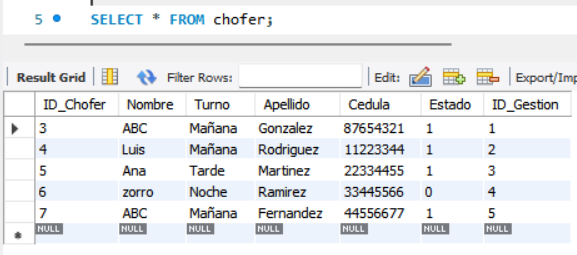 5 SELECT * FROM chofer;
Result Grid Filter Rows: Edit: Export/Imp
ID_Chofer Nombre Turno Apellido Cedula Estado ID_Gestion
3 ABC Mañana Gonzalez 87654321 1 1
4 Luis Mañana Rodriguez 11223344 1 2
5 Ana Tarde Martinez 22334455 1 3
6 zorro Noche Ramirez 33445566 0 4
7 ABC Mañana Fernandez 44556677 1 5
NULL NULL NULL NULL NULL NULL NULL